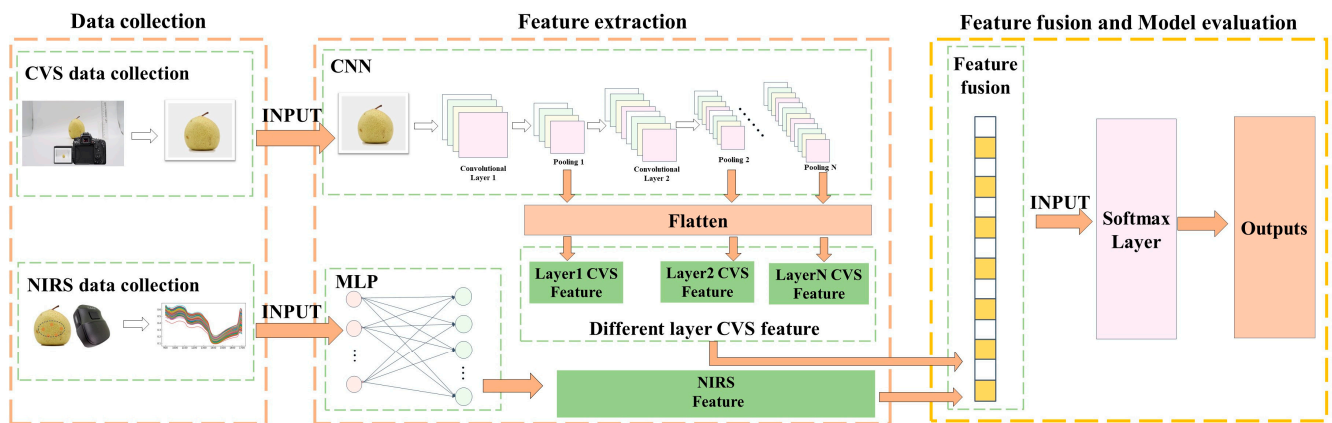 Data collection
CVS data collection
INPUT
NIRS data collection
INPUT
Feature extraction
CNN
Convolutional
Layer 1
Pooling 1
Convolutional
Layer 2
Pooling 2
Pooling N
Flatten
Layer1 CVS
Feature
Layer2 CVS
Feature
LayerN CVS
Feature
Different layer CVS feature
MLP
NIRS
Feature
Feature fusion and Model evaluation
Feature
fusion
INPUT
Softmax
Layer
Outputs